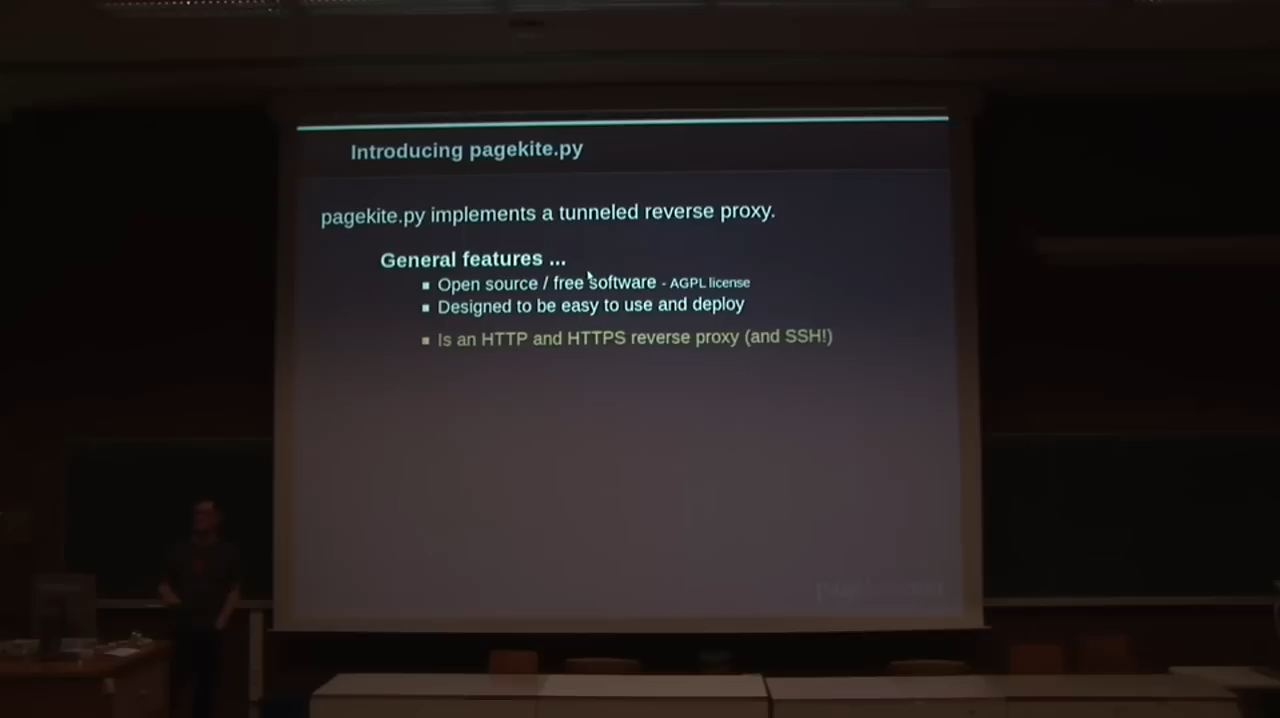 Introducing pagekite.py
pagekite.py implements a tunneled reverse proxy.
General features ...
Open source / free software - AGPL license
Designed to be easy to use and deploy
Is an HTTP and HTTPS reverse proxy (and SSH!)